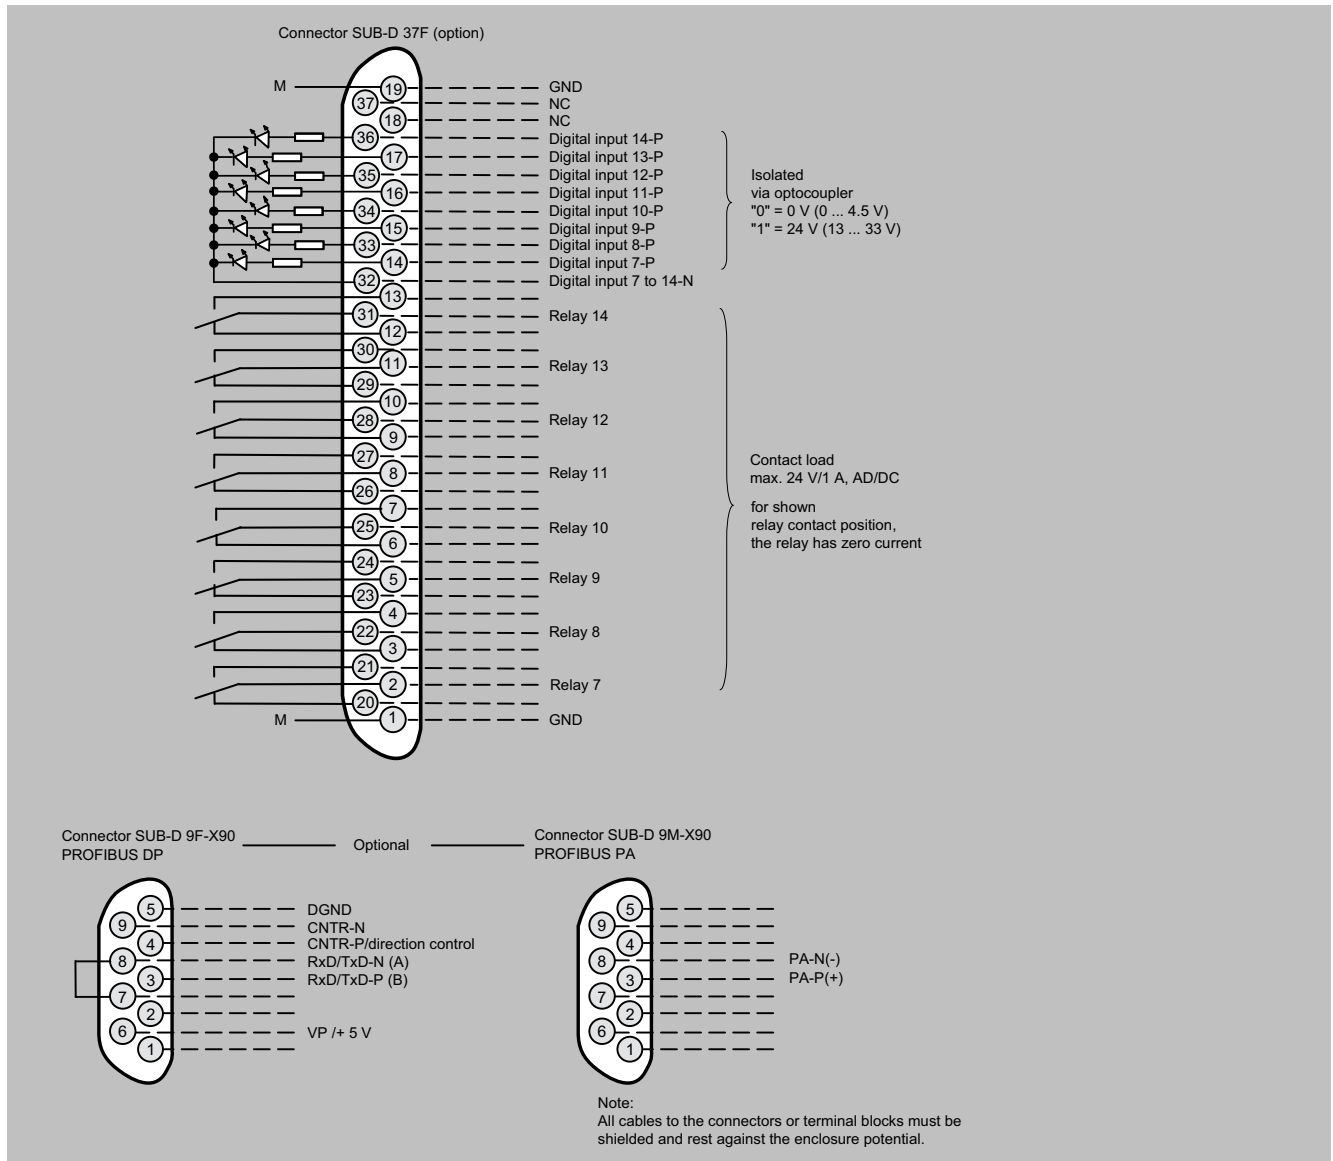 Connector SUB-D 37F (option)
M 19 GND
37 NC
18 NC
36 Digital input 14-P
17 Digital input 13-P
35 Digital input 12-P
16 Digital input 11-P
34 Digital input 10-P
15 Digital input 9-P
33 Digital input 8-P
14 Digital input 7-P
32 Digital input 7 to 14-N
Isolated
via optocoupler
"0" = 0 V (0 ... 4.5 V)
"1" = 24 V (13 ... 33 V)
13
31 Relay 14
12
30
11 Relay 13
29
10
28 Relay 12
9
27
8 Relay 11
26
7
25 Relay 10
6
24
5 Relay 9
23
4
22 Relay 8
3
21
2 Relay 7
20
M 1 GND
Contact load
max. 24 V/1 A, AD/DC
for shown
relay contact position,
the relay has zero current
Connector SUB-D 9F-X90
PROFIBUS DP
Optional
Connector SUB-D 9M-X90
PROFIBUS PA
5 DGND
9 CNTR-N
4 CNTR-P/direction control
8 RxD/TxD-N (A)
3 RxD/TxD-P (B)
7
2
6 VP /+ 5 V
1
5
9
4
8 PA-N(-)
3 PA-P(+)
7
2
6
1
Note:
All cables to the connectors or terminal blocks must be
shielded and rest against the enclosure potential.